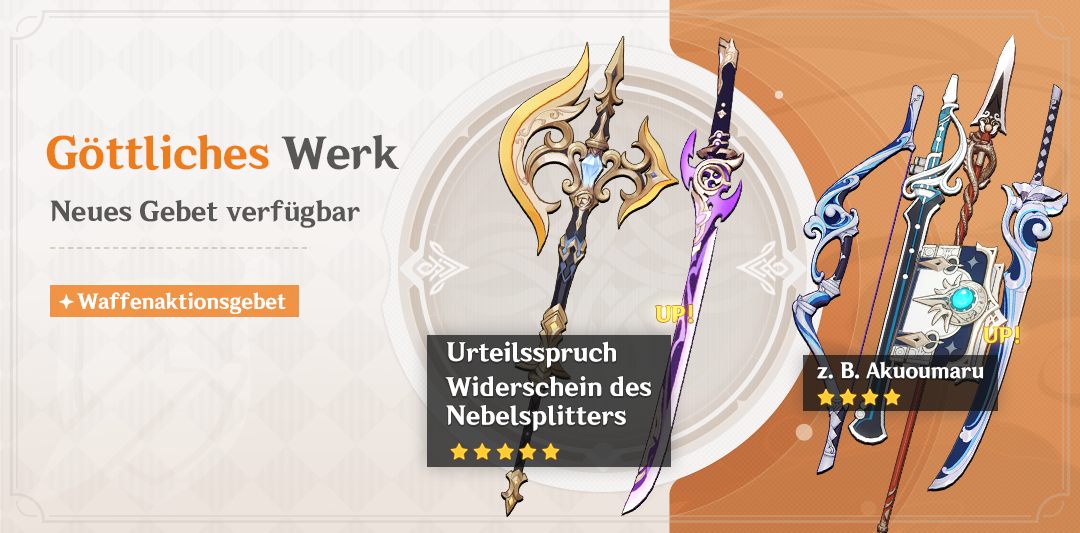 Göttliches Werk
Neues Gebet verfügbar
Waffenaktionsgebet
UP!
Urteilsspruch
Widerschein des
Nebelsplitters
UP!
z. B. Akuoumaru